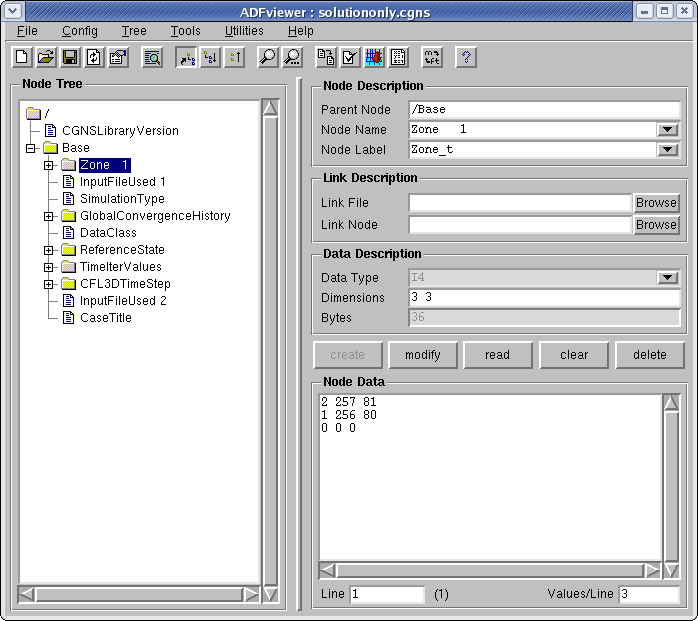 ADFviewer : solutiononly.cgns
File Config Tree Tools Utilities Help
Node Tree
/
CGNSLibraryVersion
Base
Zone   1
InputFileUsed 1
SimulationType
GlobalConvergenceHistory
DataClass
ReferenceState
TimeIterValues
CFL3DTimeStep
InputFileUsed 2
CaseTitle
Node Description
Parent Node /Base
Node Name Zone   1
Node Label Zone_t
Link Description
Link File Browse
Link Node Browse
Data Description
Data Type I4
Dimensions 3 3
Bytes 36
create modify read clear delete
Node Data
2 257 81
1 256 80
0 0 0
Line 1 (1) Values/Line 3